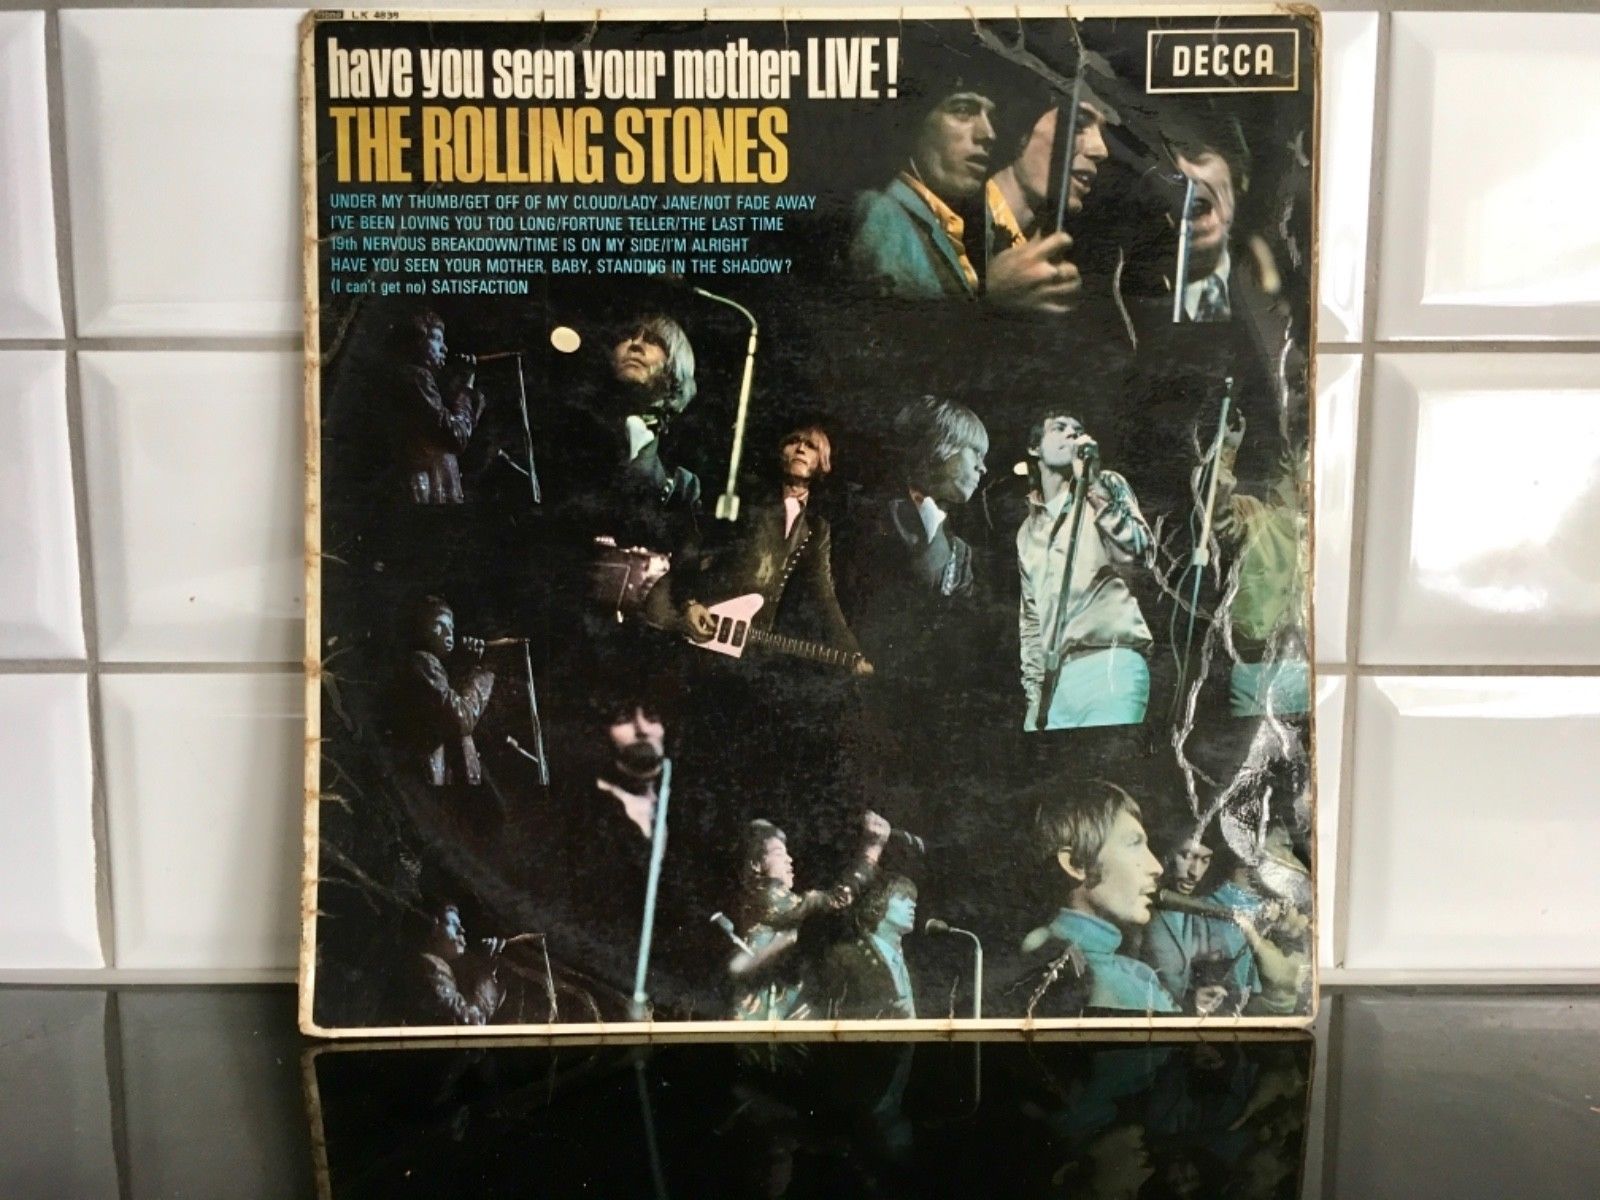 mono LK 4838
have you seen your mother LIVE!
DECCA
THE ROLLING STONES
UNDER MY THUMB/GET OFF OF MY CLOUD/LADY JANE/NOT FADE AWAY
I'VE BEEN LOVING YOU TOO LONG/FORTUNE TELLER/THE LAST TIME
19th NERVOUS BREAKDOWN/TIME IS ON MY SIDE/I'M ALRIGHT
HAVE YOU SEEN YOUR MOTHER, BABY, STANDING IN THE SHADOW?
(I can't get no) SATISFACTION